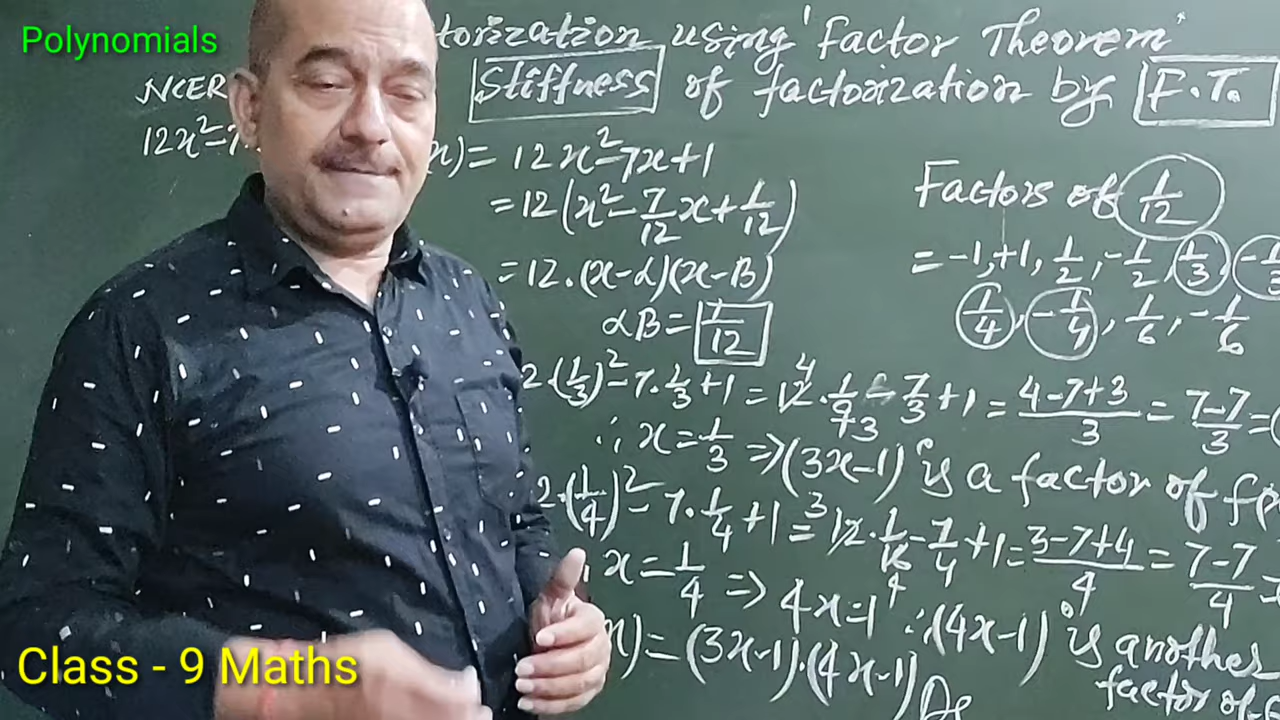 Polynomials
torization using 'Factor Theorem'
NCER
Stiffness of factorization by F.T.
12x²-7
x) = 12x²-7x+1
= 12(x²-7/12x+1/12)
= 12.(x-α)(x-β)
αβ = 1/12
Factors of 1/12
= -1, +1, 1/2, -1/2, 1/3, -1/3
1/4, -1/4, 1/6, -1/6
2.(1/3)²-7.1/3+1 = 12.1/9-7/3+1 = 4-7+3/3 = 7-7/3 =
∴ x = 1/3 ⇒ (3x-1) is a factor of
2.(1/4)²-7.1/4+1 = 12.1/16-7/4+1 = 3-7+4/4 = 7-7/4 =
x = 1/4 ⇒ 4x=1 ∴ (4x-1) is another
factor of
x) = (3x-1).(4x-1)
Class - 9 Maths